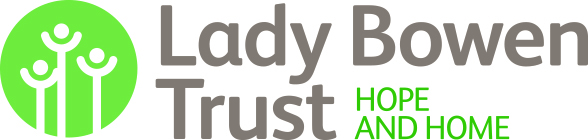 Lady Bowen
Trust
HOPE
AND HOME